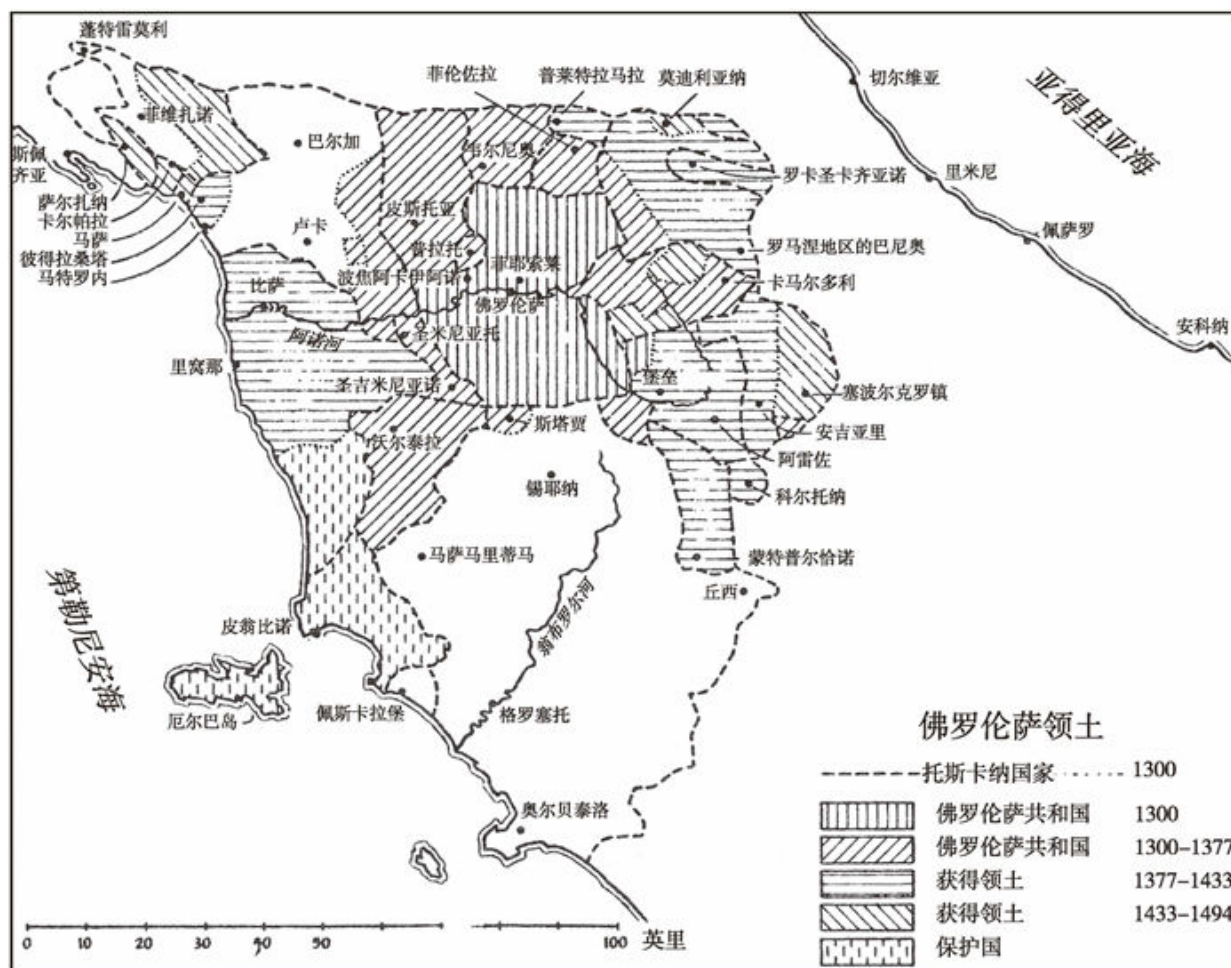 蓬特雷莫利
菲伦佐拉
普莱特拉马拉
莫迪利亚纳
切尔维亚
亚得里亚海
菲维扎诺
巴尔加
韦尔尼奥
斯佩
齐亚
罗卡圣卡齐亚诺
里米尼
萨尔扎纳
卡尔帕拉
马萨
彼得拉桑塔
马特罗内
卢卡
皮斯托亚
普拉托
波焦阿卡伊阿诺
菲耶索莱
罗马涅地区的巴尼奥
佩萨罗
比萨
佛罗伦萨
卡马尔多利
阿诺河
圣米尼亚托
安科纳
里窝那
圣吉米尼亚诺
堡垒
塞波尔克罗镇
沃尔泰拉
斯塔贾
安吉亚里
阿雷佐
锡耶纳
科尔托纳
马萨马里蒂马
蒙特普尔恰诺
丘西
第勒尼安海
翁布罗尔河
皮翁比诺
厄尔巴岛
佩斯卡拉堡
格罗塞托
奥尔贝泰洛
佛罗伦萨领土
托斯卡纳国家 1300
佛罗伦萨共和国 1300
佛罗伦萨共和国 1300–1377
获得领土 1377–1433
获得领土 1433–1494
保护国
0 10 20 30 50 100 英里